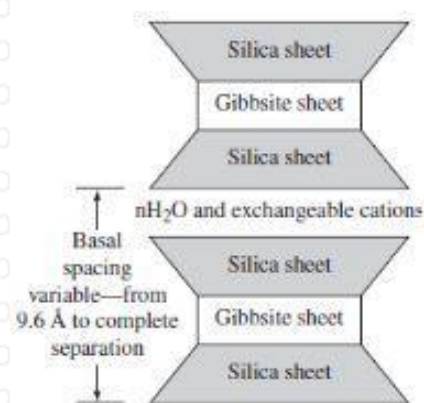 Silica sheet
Gibbsite sheet
Silica sheet
nH₂O and exchangeable cations
Basal
spacing
variable—from
9.6 Å to complete
separation
Silica sheet
Gibbsite sheet
Silica sheet